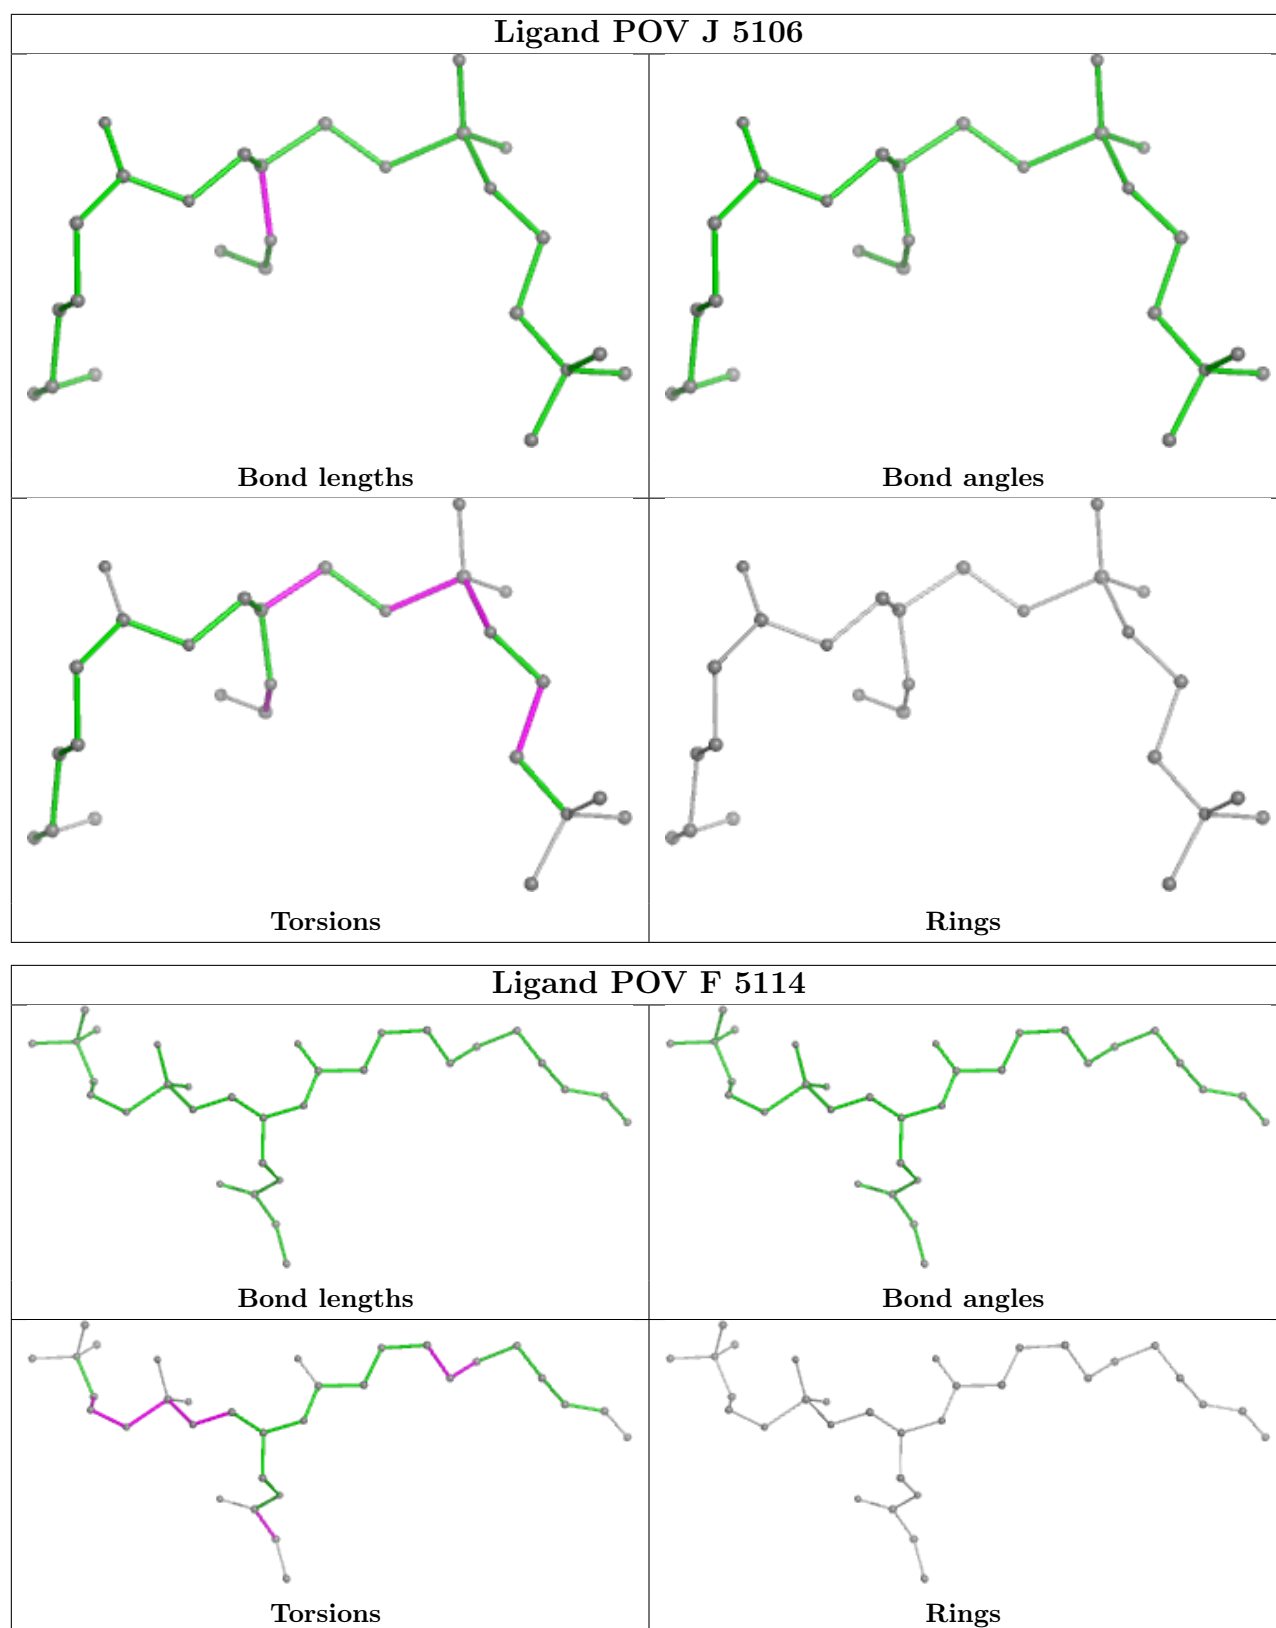 Ligand POV J 5106
Bond lengths
Bond angles
Torsions
Rings
Ligand POV F 5114
Bond lengths
Bond angles
Torsions
Rings